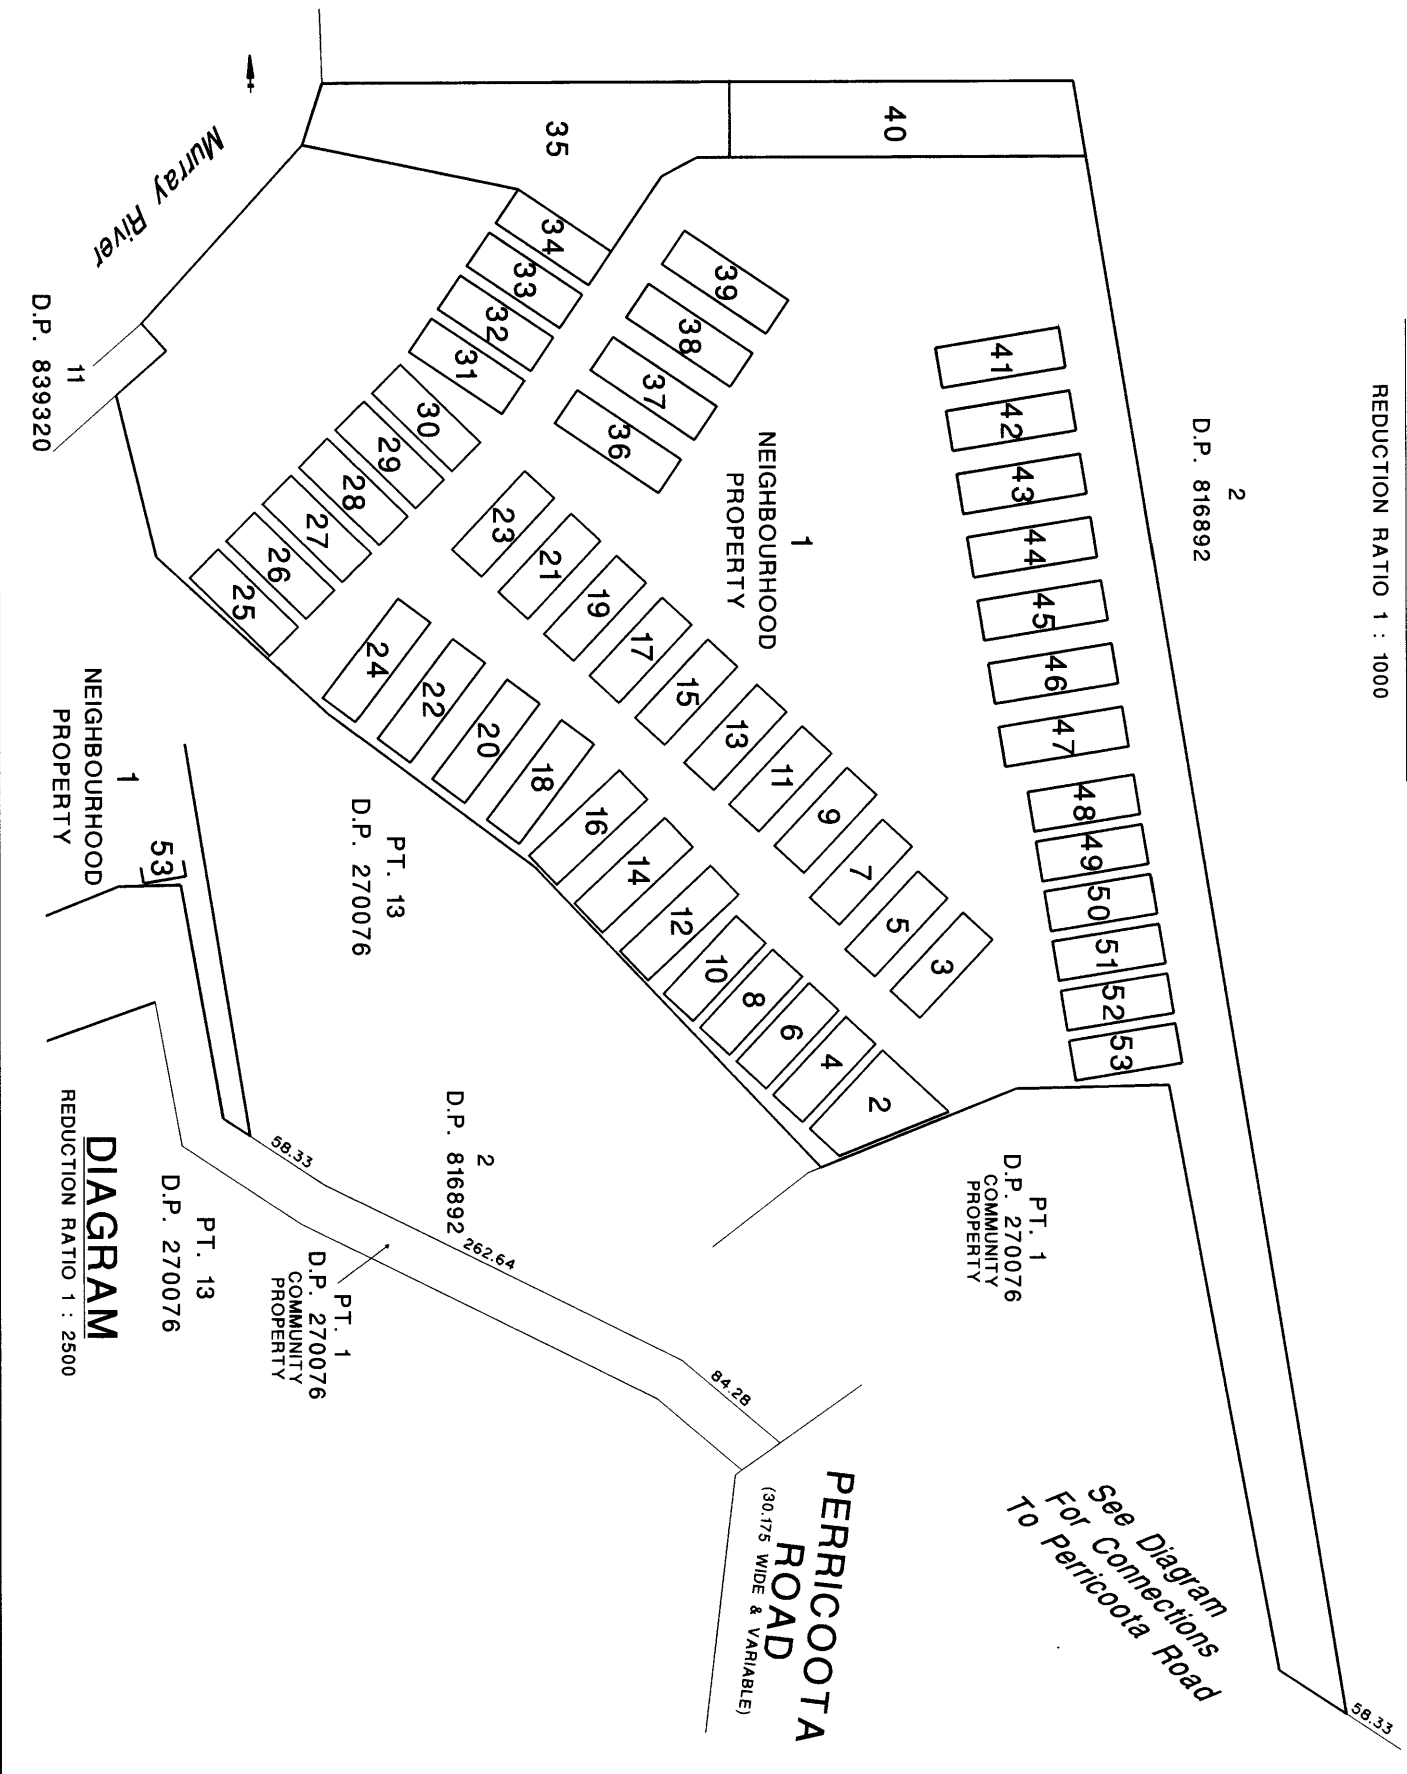 REDUCTION RATIO 1 : 1000
2
D.P. 816892
40
35
41
42
43
44
45
46
47
48
49
50
51
52
53
39
38
37
36
1
NEIGHBOURHOOD
PROPERTY
34
33
32
31
30
29
28
27
26
25
23
21
19
17
15
13
11
9
7
5
3
24
22
20
18
16
14
12
10
8
6
4
2
Murray River
11
D.P. 839320
PT. 13
D.P. 270076
PT. 1
D.P. 270076
COMMUNITY
PROPERTY
See Diagram
For Connections
To Perricoota Road
58.33
1
NEIGHBOURHOOD
PROPERTY
53
2
D.P. 816892
58.33
262.64
84.28
PERRICOOTA
ROAD
(30.175 WIDE & VARIABLE)
PT. 1
D.P. 270076
COMMUNITY
PROPERTY
PT. 13
D.P. 270076
DIAGRAM
REDUCTION RATIO 1 : 2500